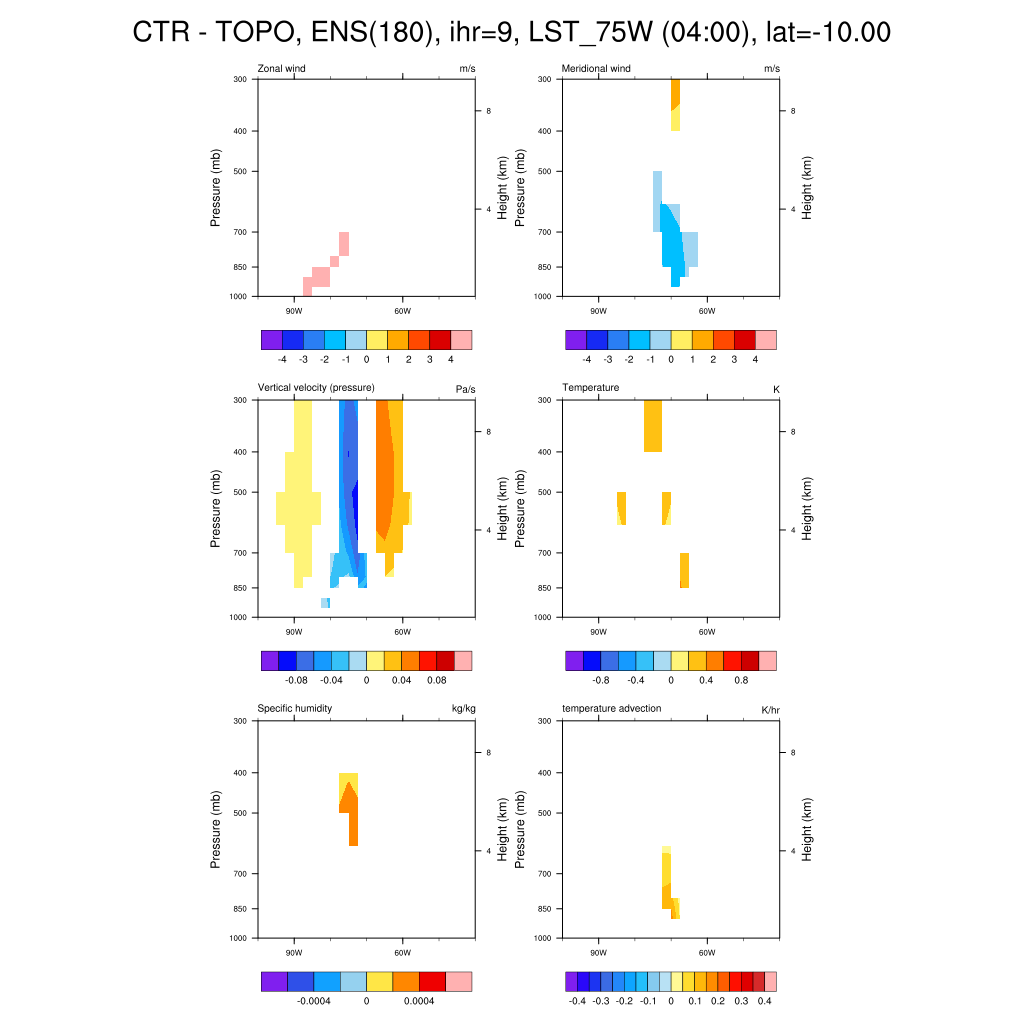 CTR - TOPO, ENS(180), ihr=9, LST_75W (04:00), lat=-10.00
Zonal wind m/s
300
400
500
700
850
1000
Pressure (mb)
8
4
Height (km)
90W 60W
-4 -3 -2 -1 0 1 2 3 4
Meridional wind m/s
300
400
500
700
850
1000
Pressure (mb)
8
4
Height (km)
90W 60W
-4 -3 -2 -1 0 1 2 3 4
Vertical velocity (pressure) Pa/s
300
400
500
700
850
1000
Pressure (mb)
8
4
Height (km)
90W 60W
-0.08 -0.04 0 0.04 0.08
Temperature K
300
400
500
700
850
1000
Pressure (mb)
8
4
Height (km)
90W 60W
-0.8 -0.4 0 0.4 0.8
Specific humidity kg/kg
300
400
500
700
850
1000
Pressure (mb)
8
4
Height (km)
90W 60W
-0.0004 0 0.0004
temperature advection K/hr
300
400
500
700
850
1000
Pressure (mb)
8
4
Height (km)
90W 60W
-0.4 -0.3 -0.2 -0.1 0 0.1 0.2 0.3 0.4